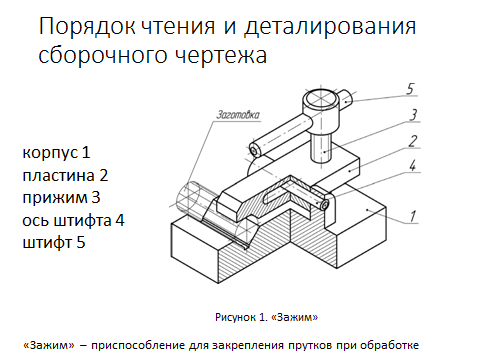 Порядок чтения и деталирования
сборочного чертежа
Заготовка
5
3
2
4
1
корпус 1
пластина 2
прижим 3
ось штифта 4
штифт 5
Рисунок 1. «Зажим»
«Зажим» – приспособление для закрепления прутков при обработке